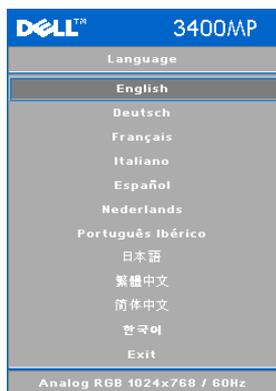 DELL™ 3400MP
Language
English
Deutsch
Français
Italiano
Español
Nederlands
Português Ibérico
日本語
繁體中文
简体中文
한국어
Exit
Analog RGB 1024x768 / 60Hz